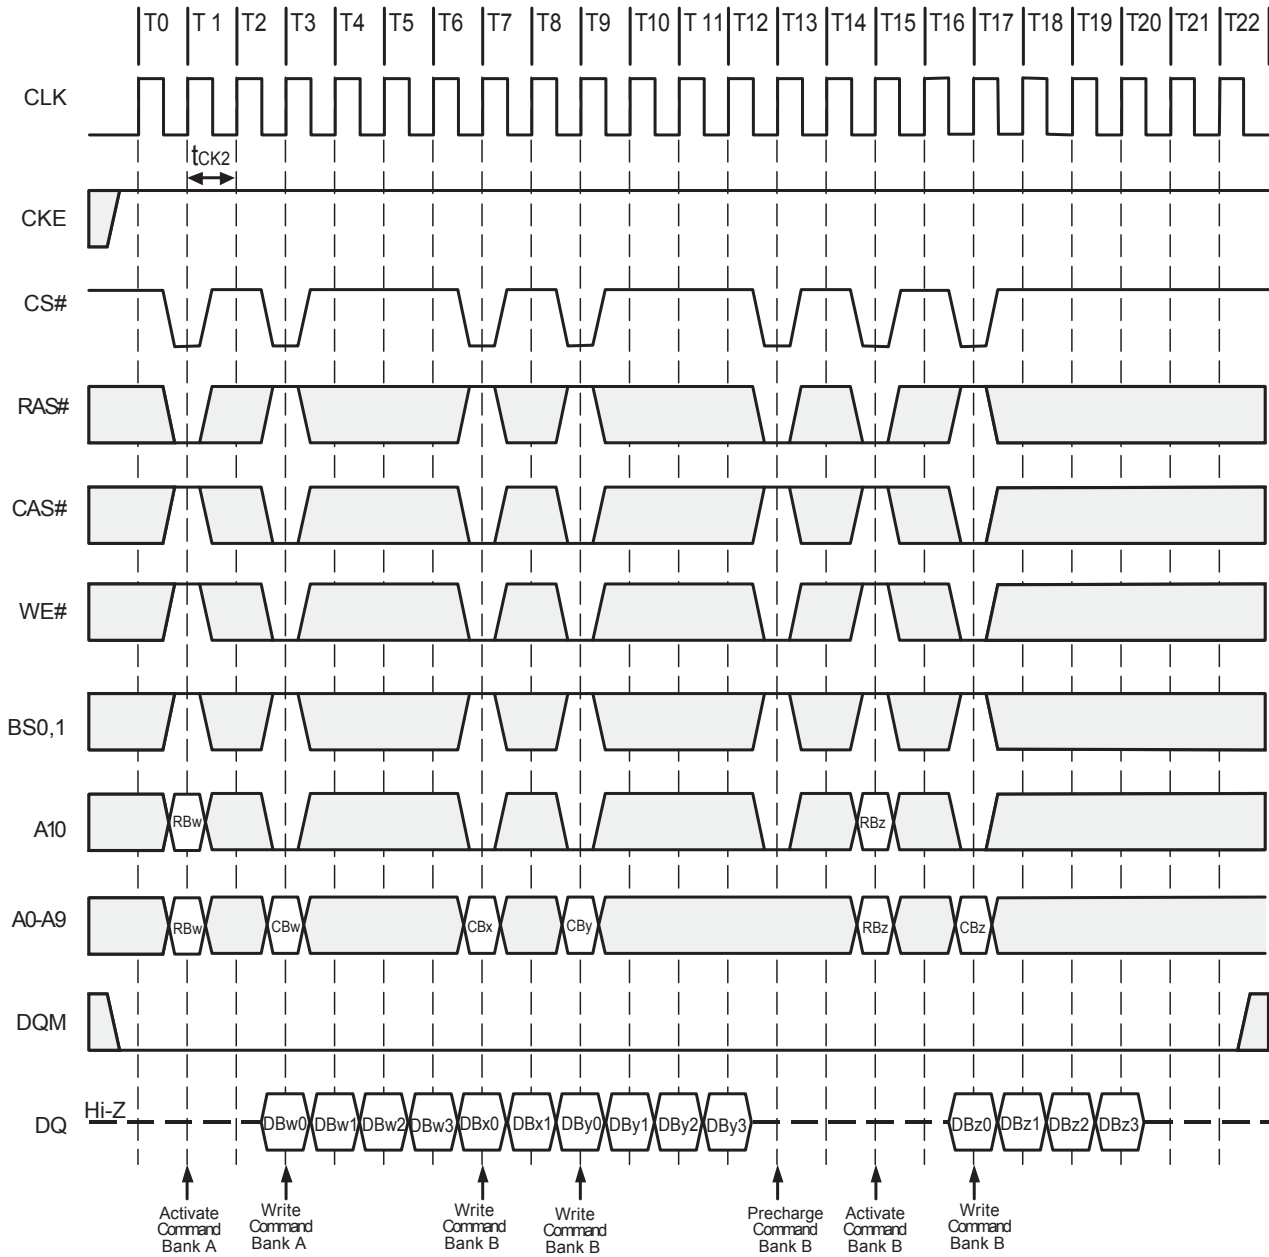 T0 T 1 T2 T3 T4 T5 T6 T7 T8 T9 T10 T 11 T12 T13 T14 T15 T16 T17 T18 T19 T20 T21 T22
CLK
tCK2
CKE
CS#
RAS#
CAS#
WE#
BS0,1
A10 RBw RBz
A0-A9 RBw CBw CBx CBy RBz CBz
DQM
DQ Hi-Z DBw0 DBw1 DBw2 DBw3 DBx0 DBx1 DBy0 DBy1 DBy2 DBy3 DBz0 DBz1 DBz2 DBz3
Activate
Command
Bank A
Write
Command
Bank A
Write
Command
Bank B
Write
Command
Bank B
Precharge
Command
Bank B
Activate
Command
Bank B
Write
Command
Bank B